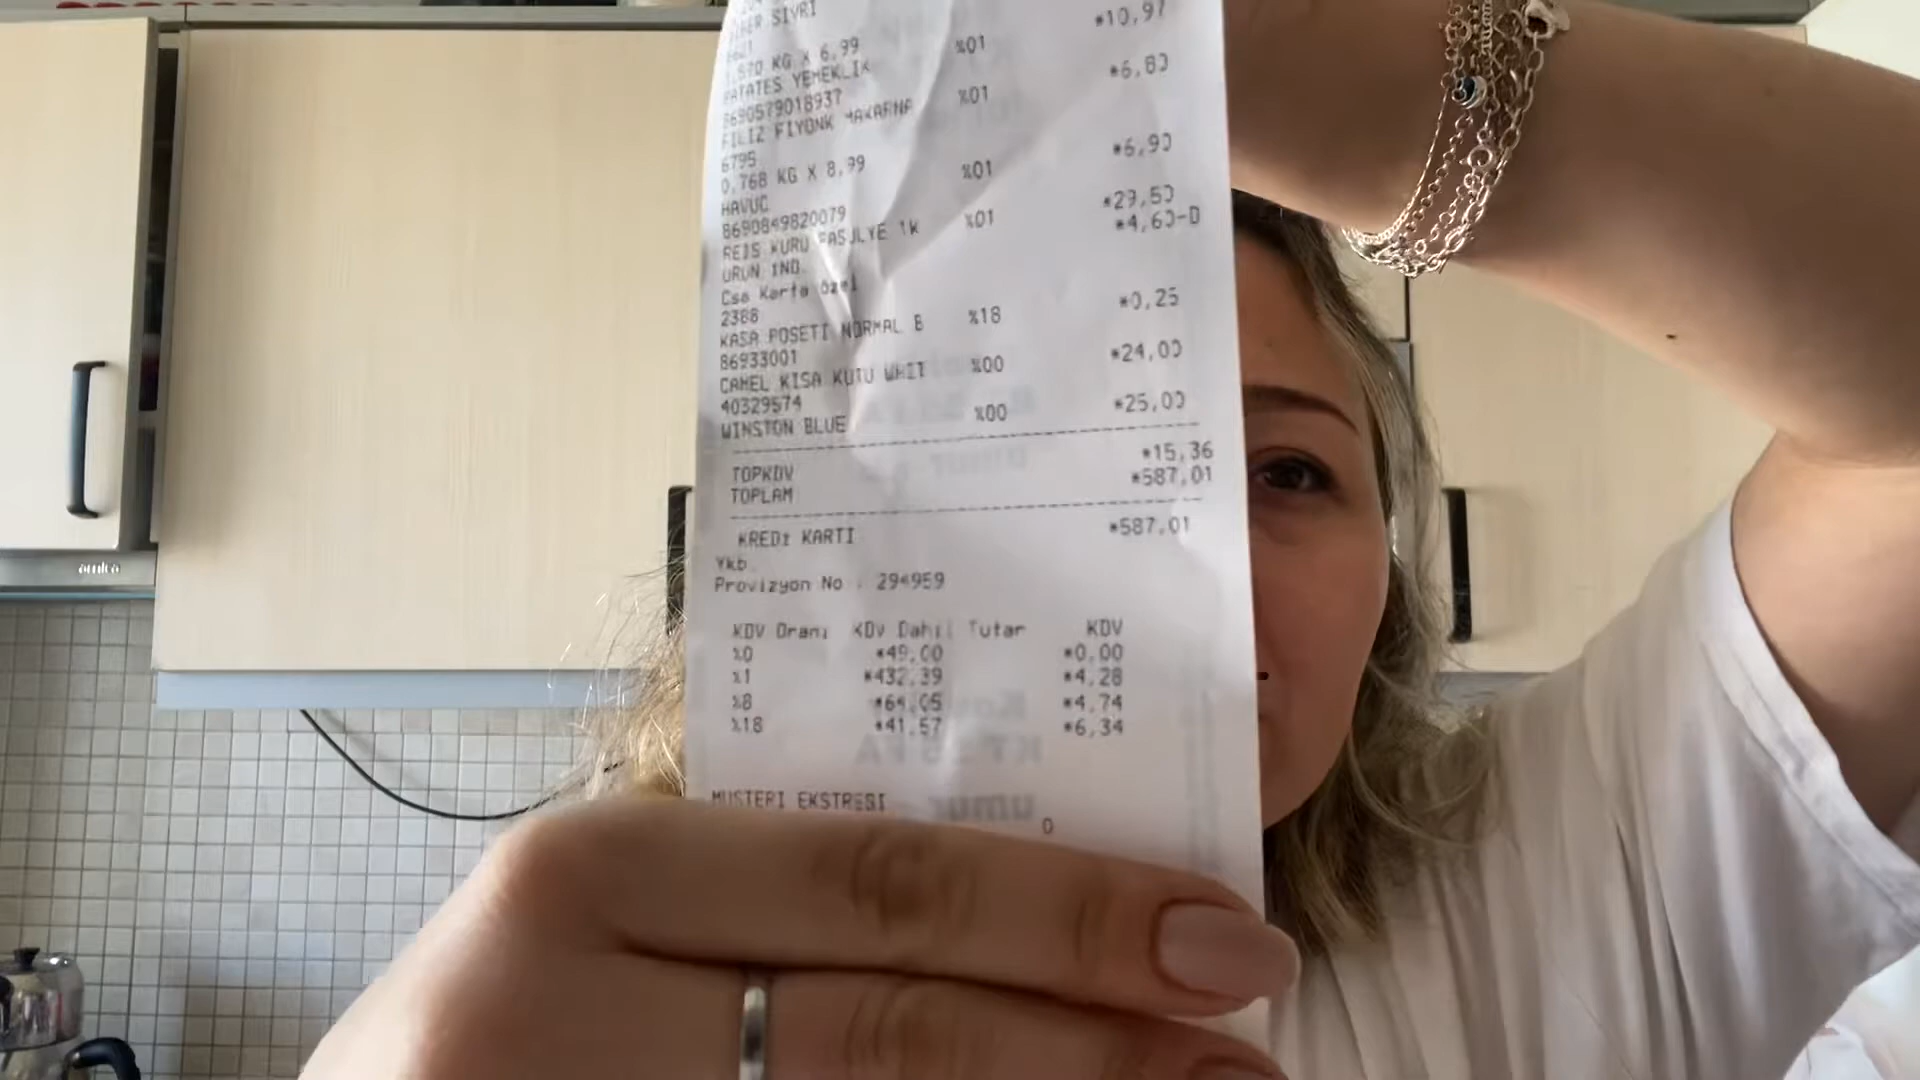 SİVRİ *10,97
KG X 6,99
PATATES YEMEKLIK %01 *6,80
8690579018937
FILIZ FIYONK MAKARNA %01 *6,90
6795
0,768 KG X 8,99
HAVUC %01
8690849820079 *29,50
REIS KURU FASULYE 1K %01 *4,60-D
URUN IND.
Csa Karta özel
2388
KASA POSETI NORMAL B %18 *0,25
86933001
CAMEL KISA KUTU WHIT %00 *24,00
40329574
WINSTON BLUE %00 *25,00
TOPKDV *15,36
TOPLAM *587,01
KREDI KARTI *587,01
Ykb.
Provizyon No : 294959
KDV Oranı KDV Dahil Tutar KDV
%0 *49,00 *0,00
%1 *432,39 *4,28
%8 *64,05 *4,74
%18 *41,57 *6,34
MUSTERI EKSTRESI
0